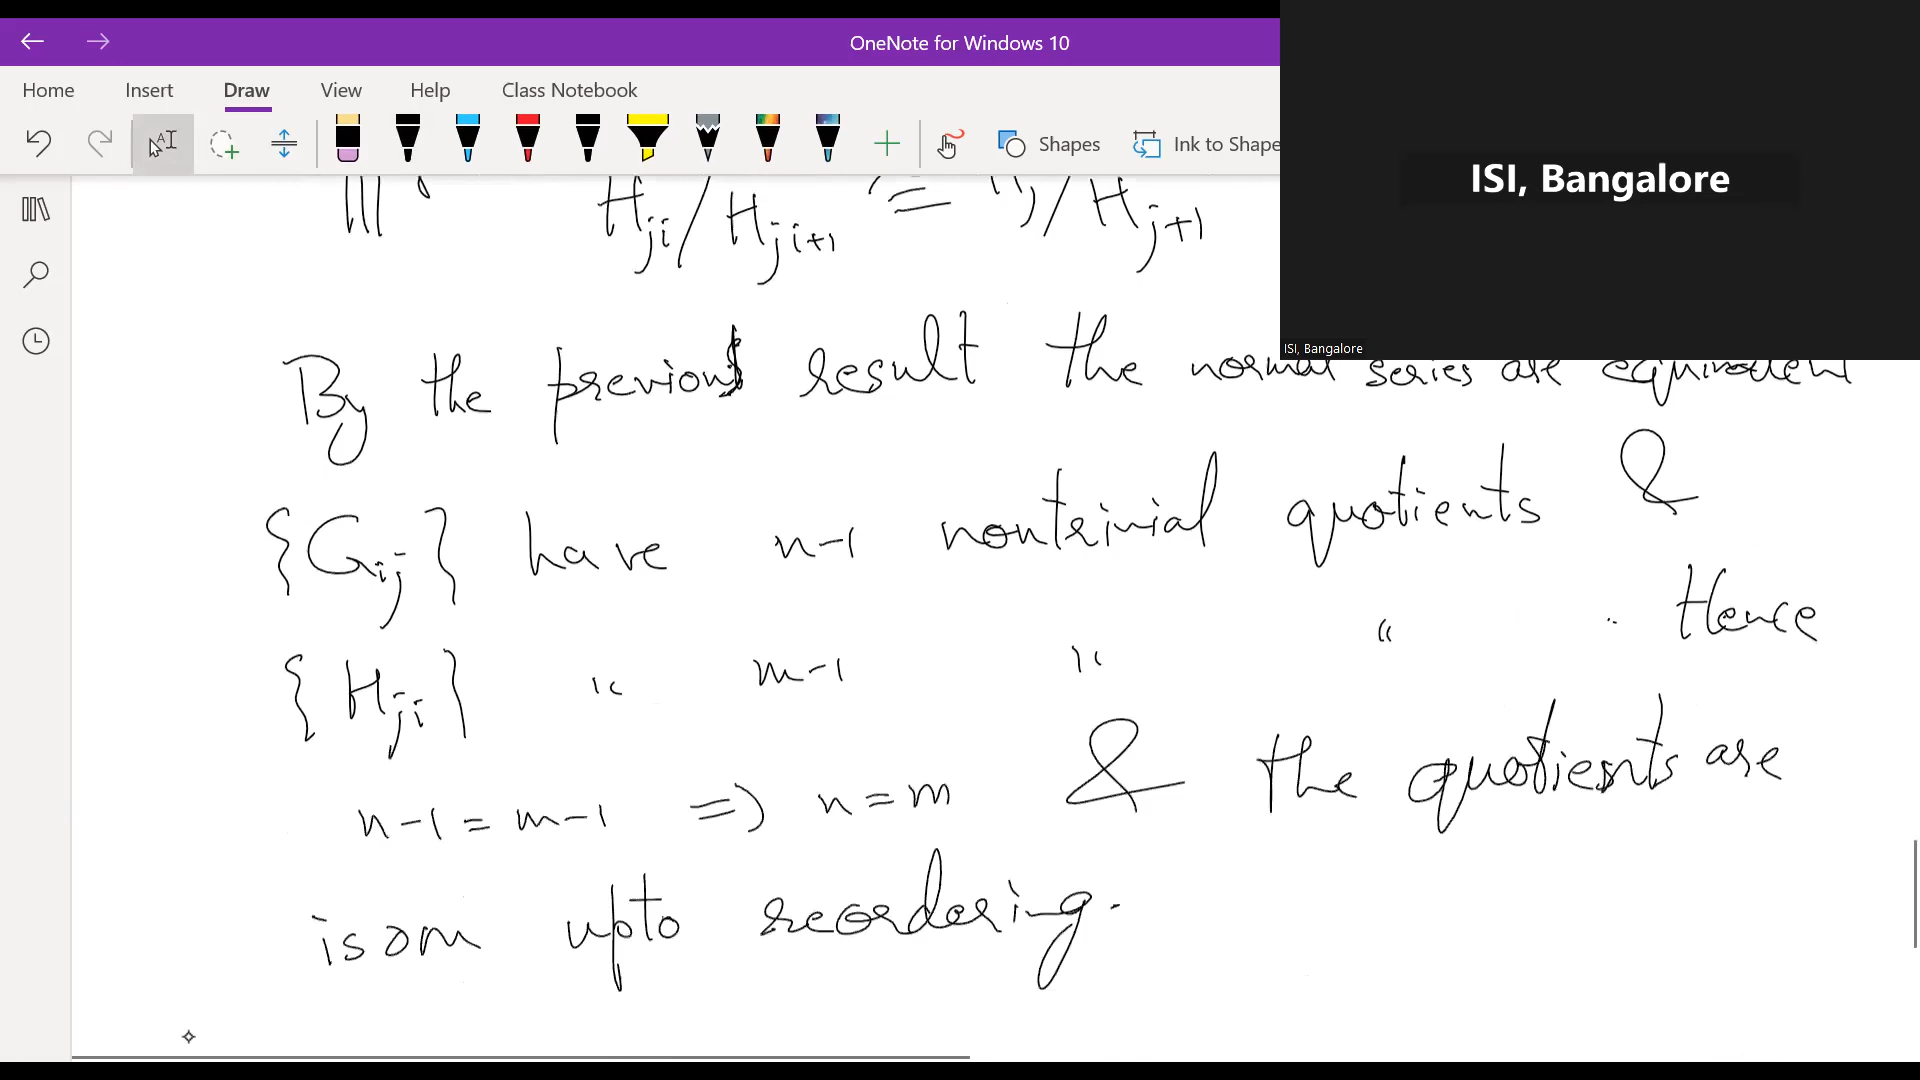 OneNote for Windows 10
Home Insert Draw View Help Class Notebook
Shapes Ink to Shape
ISI, Bangalore
ISI, Bangalore
H_{ji}/H_{ji+1} ≅ 〃/H_{j+1}
By the previous result the normal series are equivalent
{G_{ij}} have n-1 nontrivial quotients &
{H_{ji}} " m-1 " " " Hence
n-1 = m-1 => n = m & the quotients are
isom upto reordering.